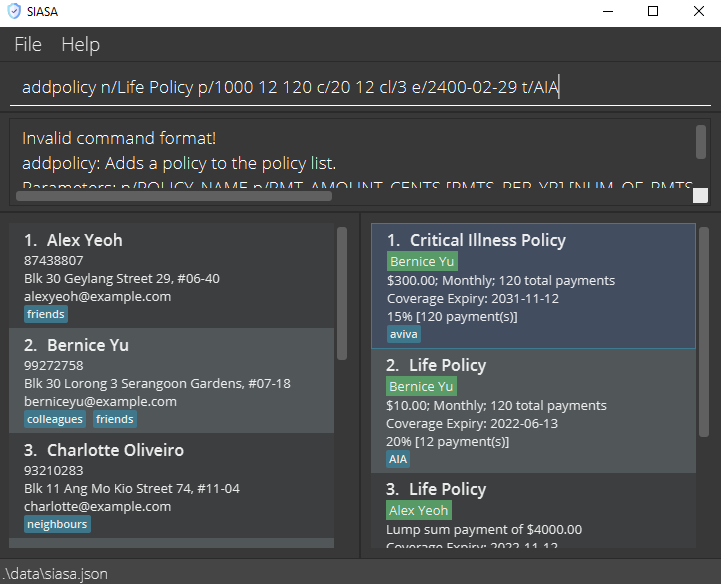 SIASA
File Help
addpolicy n/Life Policy p/1000 12 120 c/20 12 cl/3 e/2400-02-29 t/AIA
Invalid command format!
addpolicy: Adds a policy to the policy list.
Parameters: n/POLICY_NAME p/PMT_AMOUNT_CENTS [PMTS_PER_YR] [NUM_OF_PMTS
1. Alex Yeoh
87438807
Blk 30 Geylang Street 29, #06-40
alexyeoh@example.com
friends
2. Bernice Yu
99272758
Blk 30 Lorong 3 Serangoon Gardens, #07-18
berniceyu@example.com
colleagues friends
3. Charlotte Oliveiro
93210283
Blk 11 Ang Mo Kio Street 74, #11-04
charlotte@example.com
neighbours
1. Critical Illness Policy
Bernice Yu
$300.00; Monthly; 120 total payments
Coverage Expiry: 2031-11-12
15% [120 payment(s)]
aviva
2. Life Policy
Bernice Yu
$10.00; Monthly; 120 total payments
Coverage Expiry: 2022-06-13
20% [12 payment(s)]
AIA
3. Life Policy
Alex Yeoh
Lump sum payment of $4000.00
Coverage Expiry: 2022-11-12
.\data\siasa.json